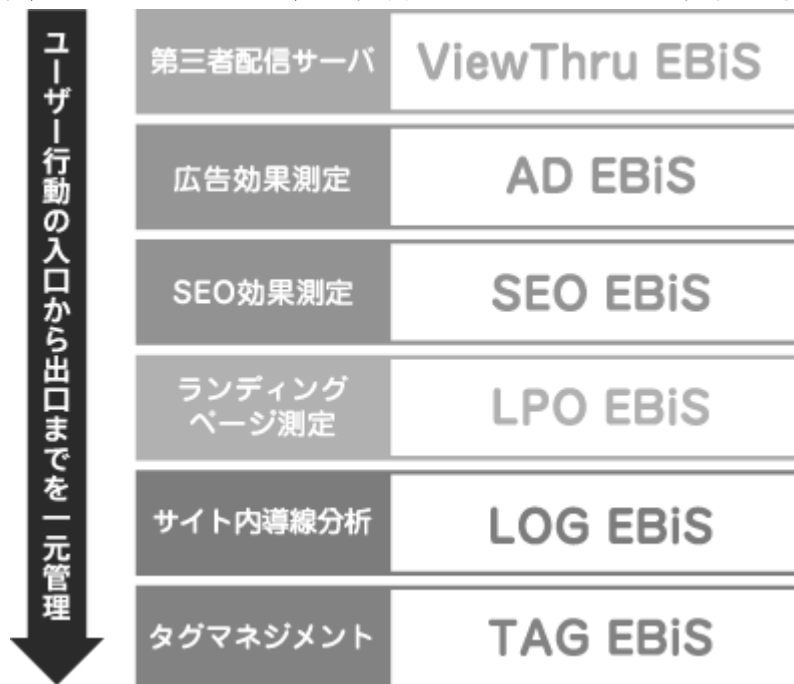 ユーザー行動の入口から出口までを一元管理
第三者配信サーバ
ViewThru EBiS
広告効果測定
AD EBiS
SEO効果測定
SEO EBiS
ランディング
ページ測定
LPO EBiS
サイト内導線分析
LOG EBiS
タグマネジメント
TAG EBiS